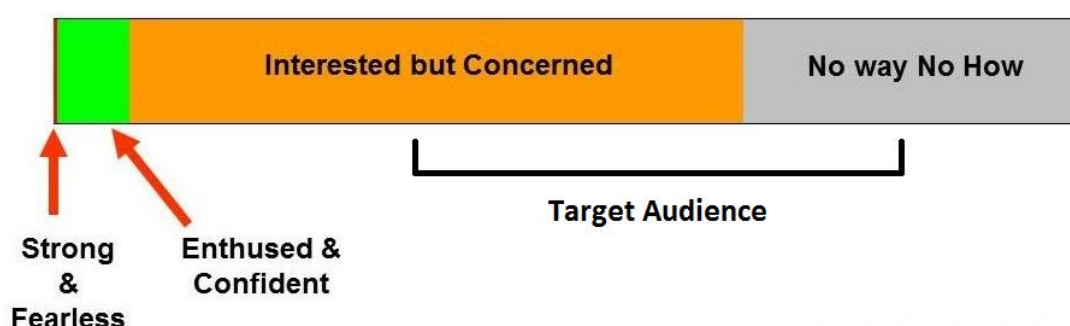 Interested but Concerned
No way No How
Target Audience
Strong
&
Fearless
Enthused &
Confident